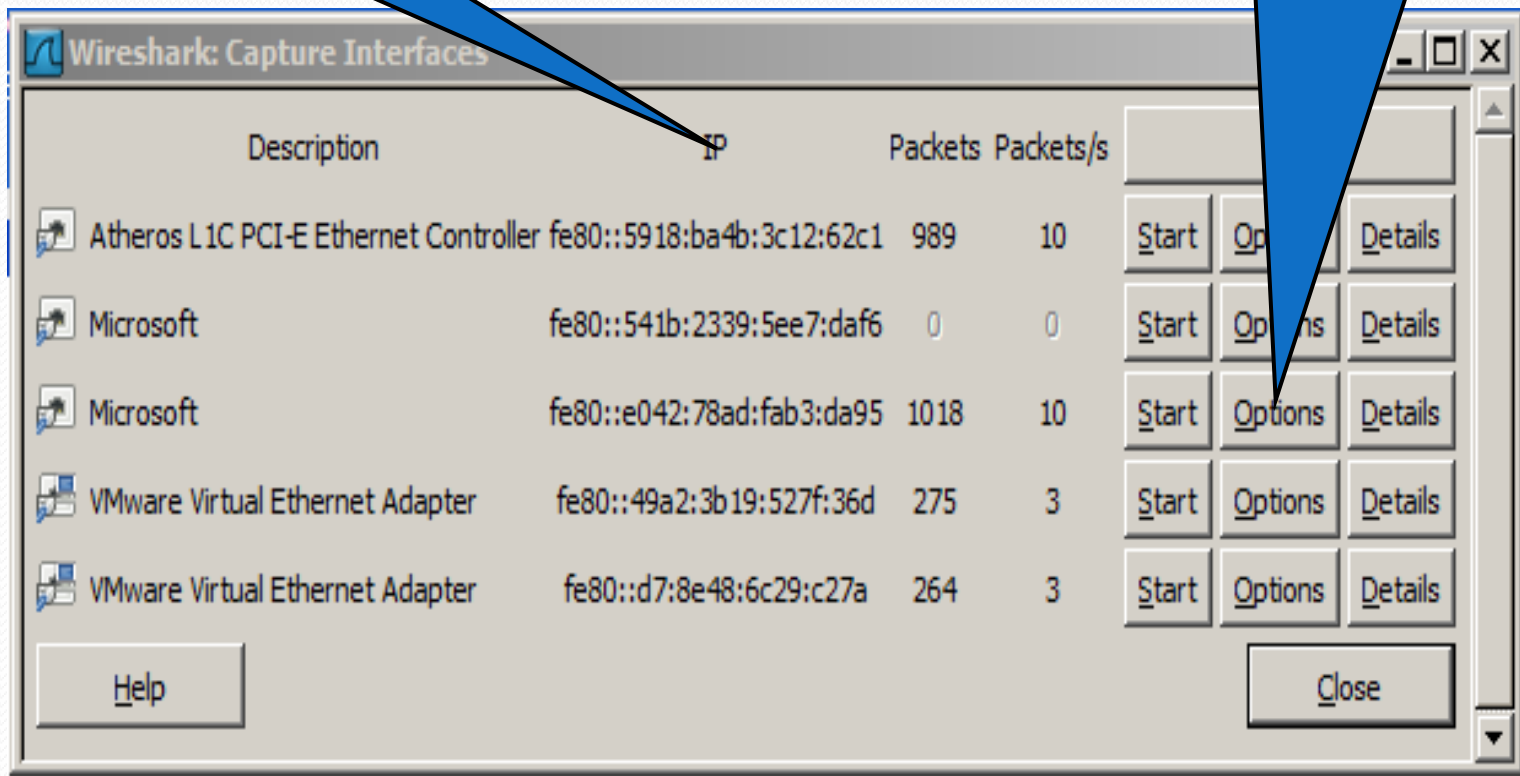 Wireshark: Capture Interfaces
Description IP Packets Packets/s
Atheros L1C PCI-E Ethernet Controller fe80::5918:ba4b:3c12:62c1 989 10 Start Details
Microsoft fe80::541b:2339:5ee7:daf6 0 0 Start Options Details
Microsoft fe80::e042:78ad:fab3:da95 1018 10 Start Options Details
VMware Virtual Ethernet Adapter fe80::49a2:3b19:527f:36d 275 3 Start Options Details
VMware Virtual Ethernet Adapter fe80::d7:8e48:6c29:c27a 264 3 Start Options Details
Help Close